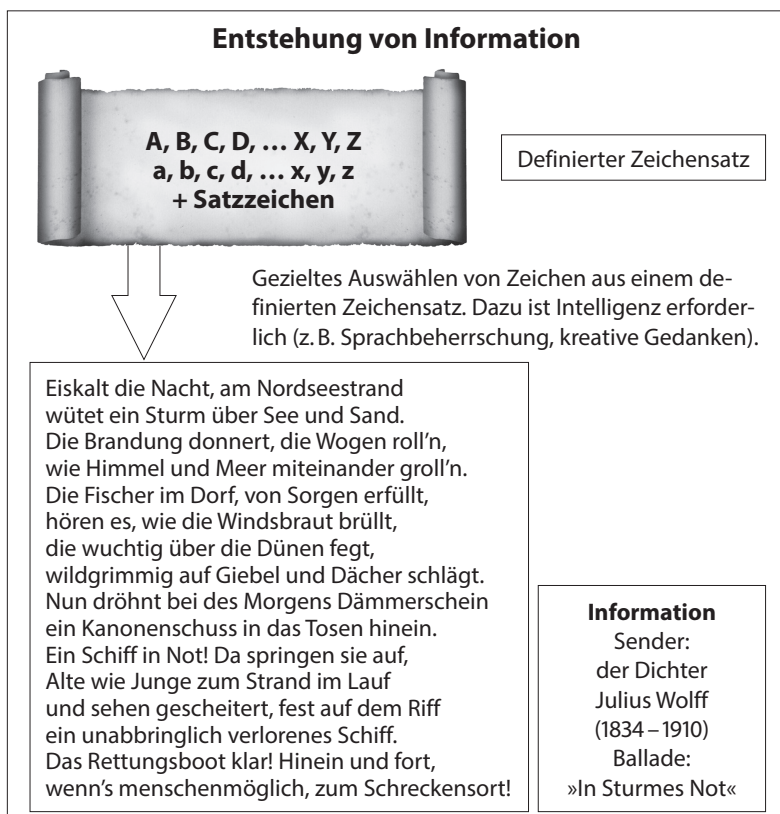 Entstehung von Information
A, B, C, D, … X, Y, Z
a, b, c, d, … x, y, z
+ Satzzeichen
Definierter Zeichensatz
Gezieltes Auswählen von Zeichen aus einem de-
finierten Zeichensatz. Dazu ist Intelligenz erforder-
lich (z. B. Sprachbeherrschung, kreative Gedanken).
Eiskalt die Nacht, am Nordseestrand
wütet ein Sturm über See und Sand.
Die Brandung donnert, die Wogen roll'n,
wie Himmel und Meer miteinander groll'n.
Die Fischer im Dorf, von Sorgen erfüllt,
hören es, wie die Windsbraut brüllt,
die wuchtig über die Dünen fegt,
wildgrimmig auf Giebel und Dächer schlägt.
Nun dröhnt bei des Morgens Dämmerschein
ein Kanonenschuss in das Tosen hinein.
Ein Schiff in Not! Da springen sie auf,
Alte wie Junge zum Strand im Lauf
und sehen gescheitert, fest auf dem Riff
ein unabbringlich verlorenes Schiff.
Das Rettungsboot klar! Hinein und fort,
wenn's menschenmöglich, zum Schreckensort!
Information
Sender:
der Dichter
Julius Wolff
(1834 – 1910)
Ballade:
»In Sturmes Not«